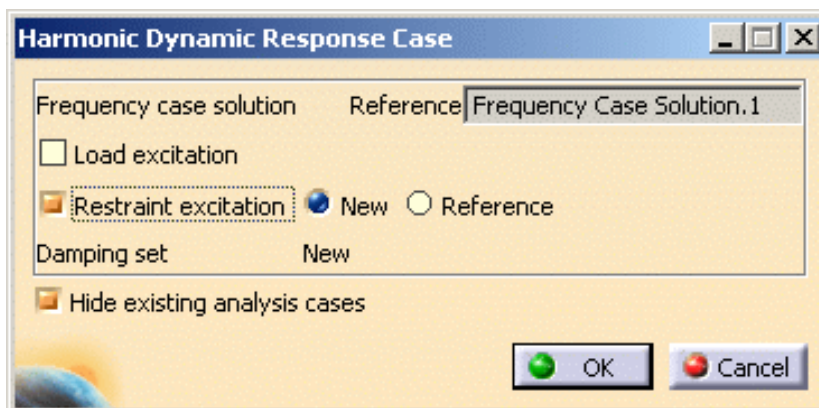 Harmonic Dynamic Response Case
Frequency case solution Reference Frequency Case Solution.1
Load excitation
Restraint excitation New Reference
Damping set New
Hide existing analysis cases
OK Cancel